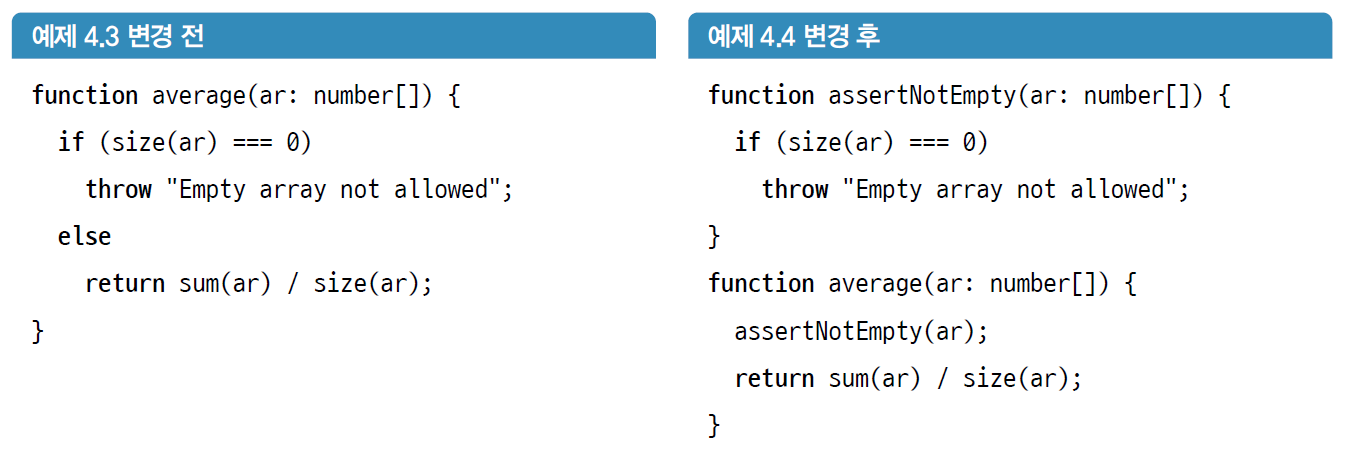 예제 4.3 변경 전
function average(ar: number[]) {
  if (size(ar) === 0)
    throw "Empty array not allowed";
  else
    return sum(ar) / size(ar);
}
예제 4.4 변경 후
function assertNotEmpty(ar: number[]) {
  if (size(ar) === 0)
    throw "Empty array not allowed";
}
function average(ar: number[]) {
  assertNotEmpty(ar);
  return sum(ar) / size(ar);
}